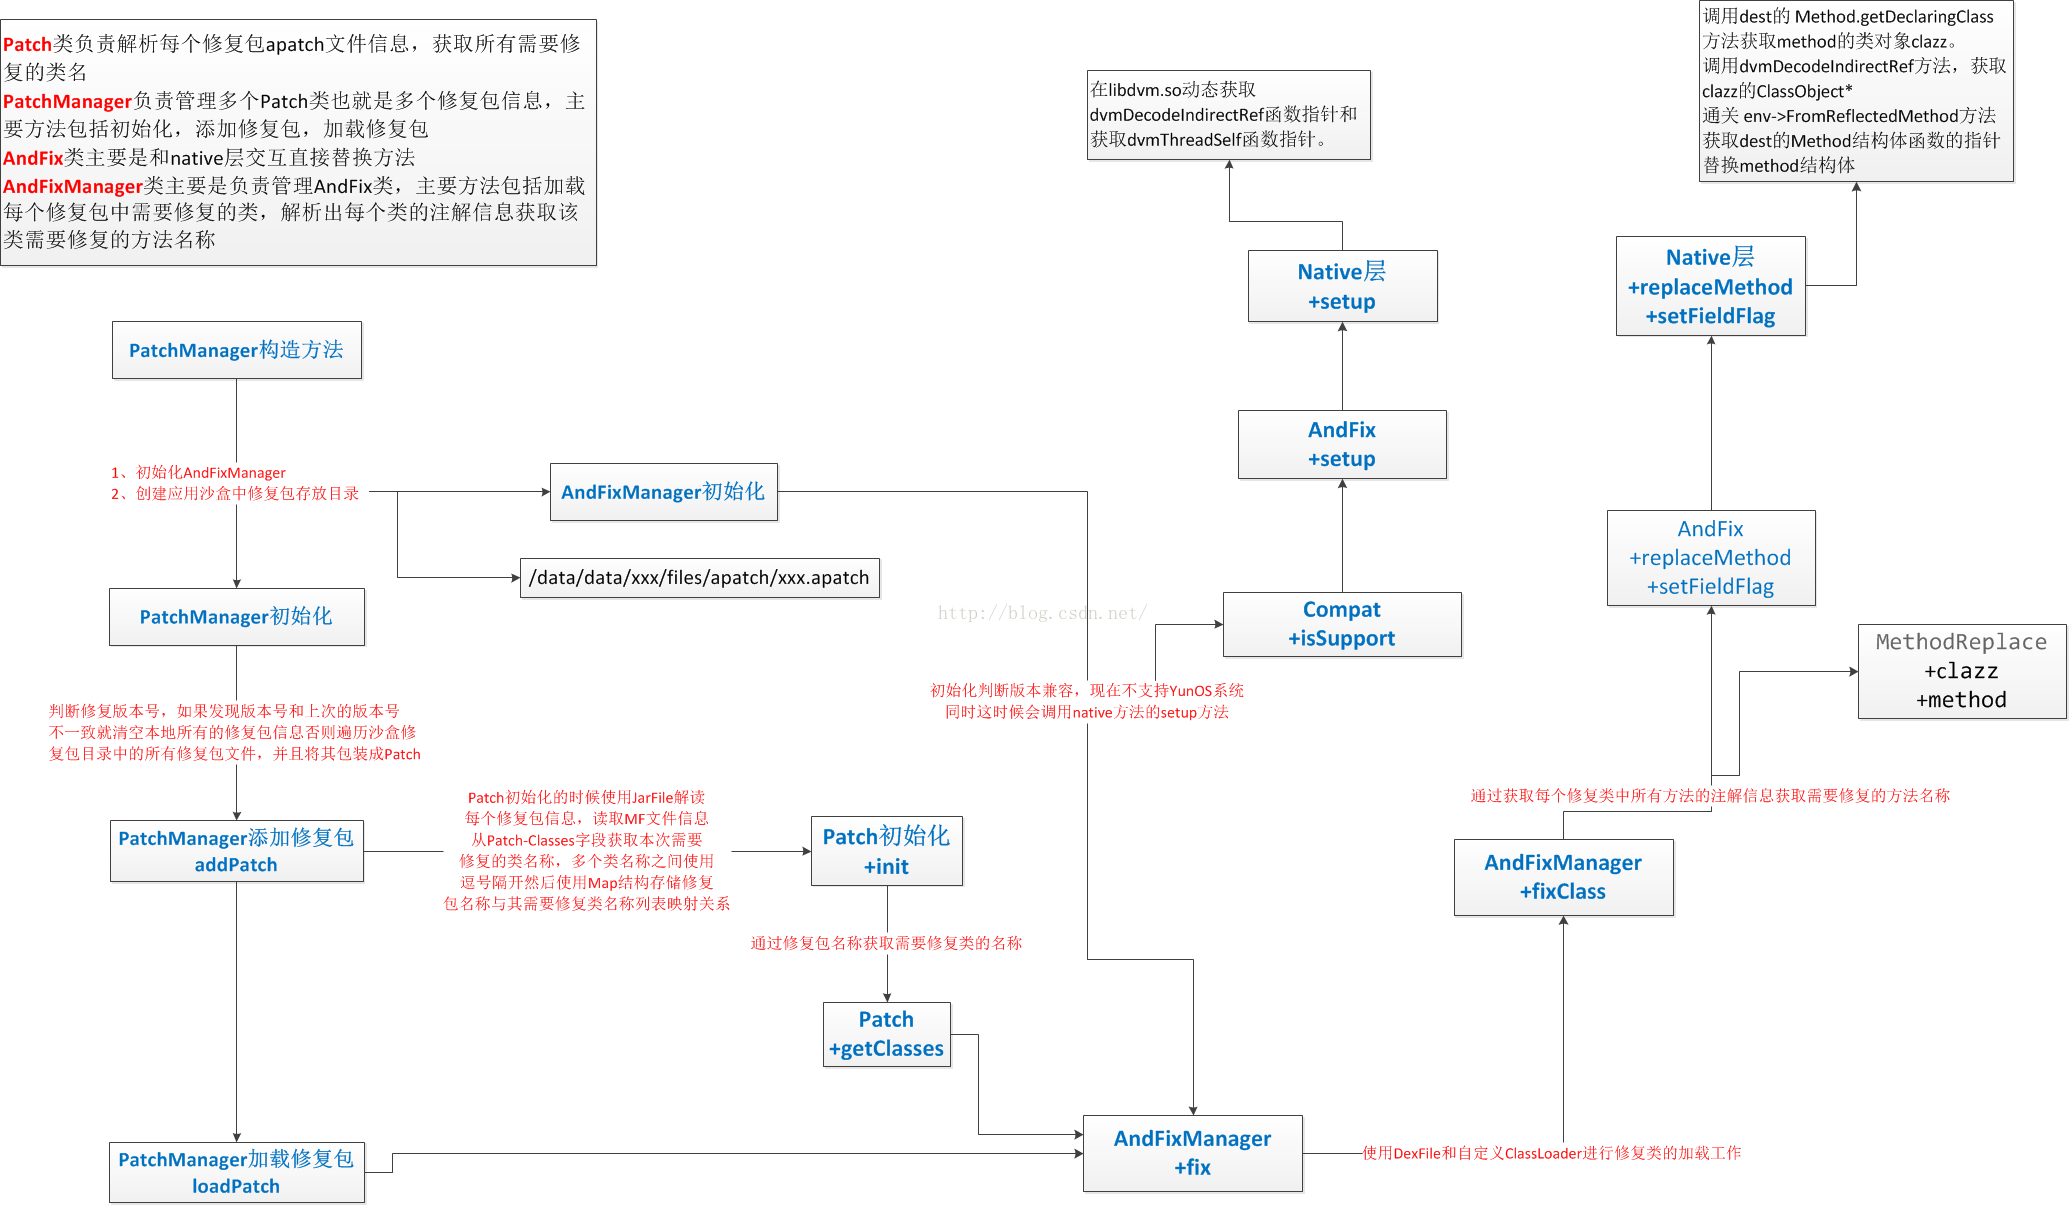 Patch类负责解析每个修复包apatch文件信息，获取所有需要修
复的类名
PatchManager负责管理多个Patch类也就是多个修复包信息，主
要方法包括初始化，添加修复包，加载修复包
AndFix类主要是和native层交互直接替换方法
AndFixManager类主要是负责管理AndFix类，主要方法包括加载
每个修复包中需要修复的类，解析出每个类的注解信息获取该
类需要修复的方法名称
在libdvm.so动态获取
dvmDecodeIndirectRef函数指针和
获取dvmThreadSelf函数指针。
调用dest的 Method.getDeclaringClass
方法获取method的类对象clazz。
调用dvmDecodeIndirectRef方法，获取
clazz的ClassObject*
通关 env->FromReflectedMethod方法
获取dest的Method结构体函数的指针
替换method结构体
Native层
+setup
Native层
+replaceMethod
+setFieldFlag
PatchManager构造方法
AndFix
+setup
1、初始化AndFixManager
2、创建应用沙盒中修复包存放目录
AndFixManager初始化
AndFix
+replaceMethod
+setFieldFlag
/data/data/xxx/files/apatch/xxx.apatch
PatchManager初始化
http://blog.csdn.net/
Compat
+isSupport
MethodReplace
+clazz
+method
初始化判断版本兼容，现在不支持YunOS系统
同时这时候会调用native方法的setup方法
判断修复版本号，如果发现版本号和上次的版本号
不一致就清空本地所有的修复包信息否则遍历沙盒修
复包目录中的所有修复包文件，并且将其包装成Patch
通过获取每个修复类中所有方法的注解信息获取需要修复的方法名称
Patch初始化的时候使用JarFile解读
每个修复包信息，读取MF文件信息
从Patch-Classes字段获取本次需要
修复的类名称，多个类名称之间使用
逗号隔开然后使用Map结构存储修复
包名称与其需要修复类名称列表映射关系
PatchManager添加修复包
addPatch
Patch初始化
+init
AndFixManager
+fixClass
通过修复包名称获取需要修复类的名称
Patch
+getClasses
PatchManager加载修复包
loadPatch
AndFixManager
+fix
使用DexFile和自定义ClassLoader进行修复类的加载工作